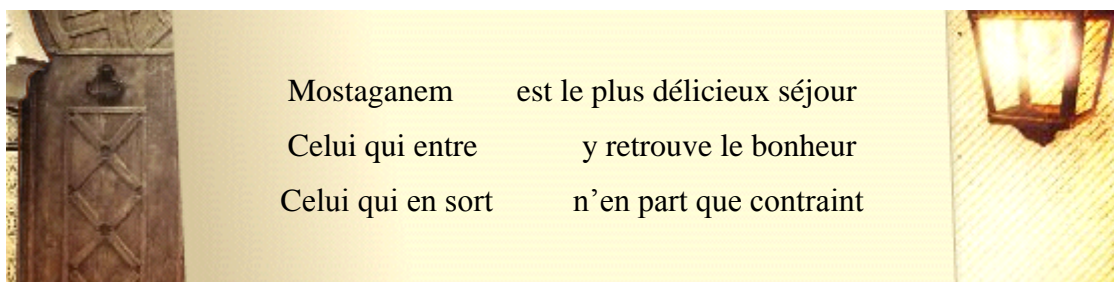 Mostaganem est le plus délicieux séjour
Celui qui entre y retrouve le bonheur
Celui qui en sort n’en part que contraint